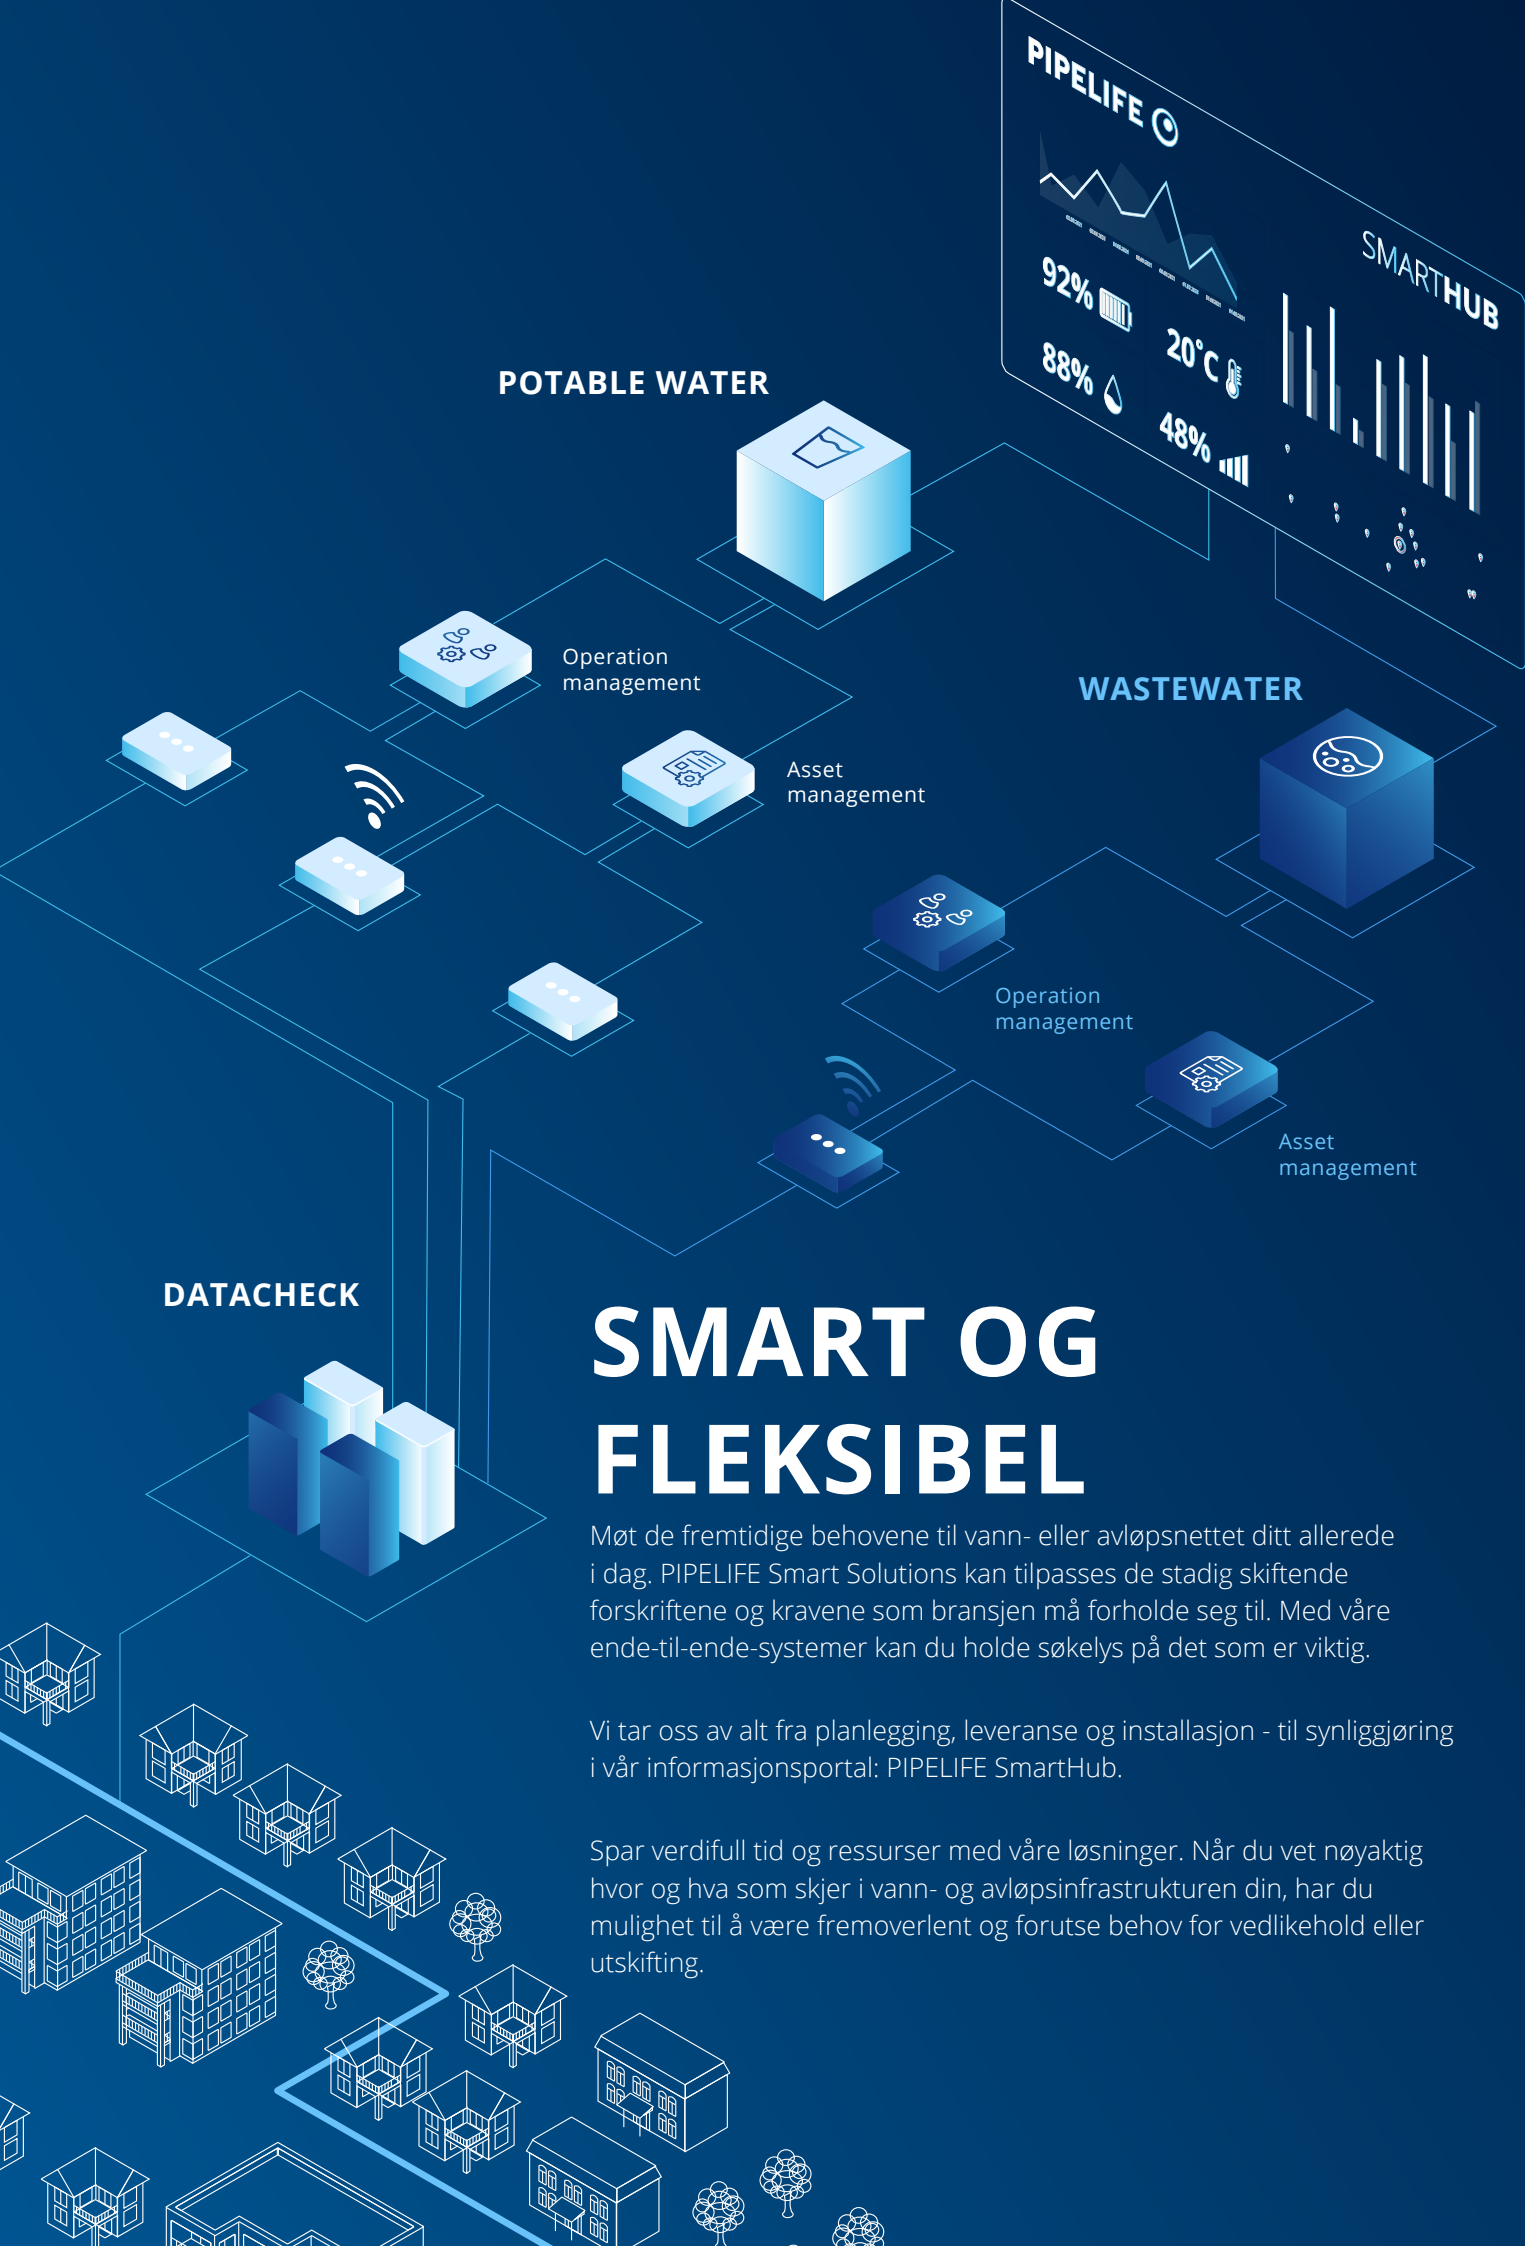 PIPELIFE
SMARTHUB
92%
20°C
88%
48%
POTABLE WATER
Operation
management
Asset
management
WASTEWATER
Operation
management
Asset
management
DATACHECK
SMART OG
FLEKSIBEL
Møt de fremtidige behovene til vann- eller avløpsnettet ditt allerede
i dag. PIPELIFE Smart Solutions kan tilpasses de stadig skiftende
forskriftene og kravene som bransjen må forholde seg til. Med våre
ende-til-ende-systemer kan du holde søkelys på det som er viktig.
Vi tar oss av alt fra planlegging, leveranse og installasjon - til synliggjøring
i vår informasjonsportal: PIPELIFE SmartHub.
Spar verdifull tid og ressurser med våre løsninger. Når du vet nøyaktig
hvor og hva som skjer i vann- og avløpsinfrastrukturen din, har du
mulighet til å være fremoverlent og forutse behov for vedlikehold eller
utskifting.